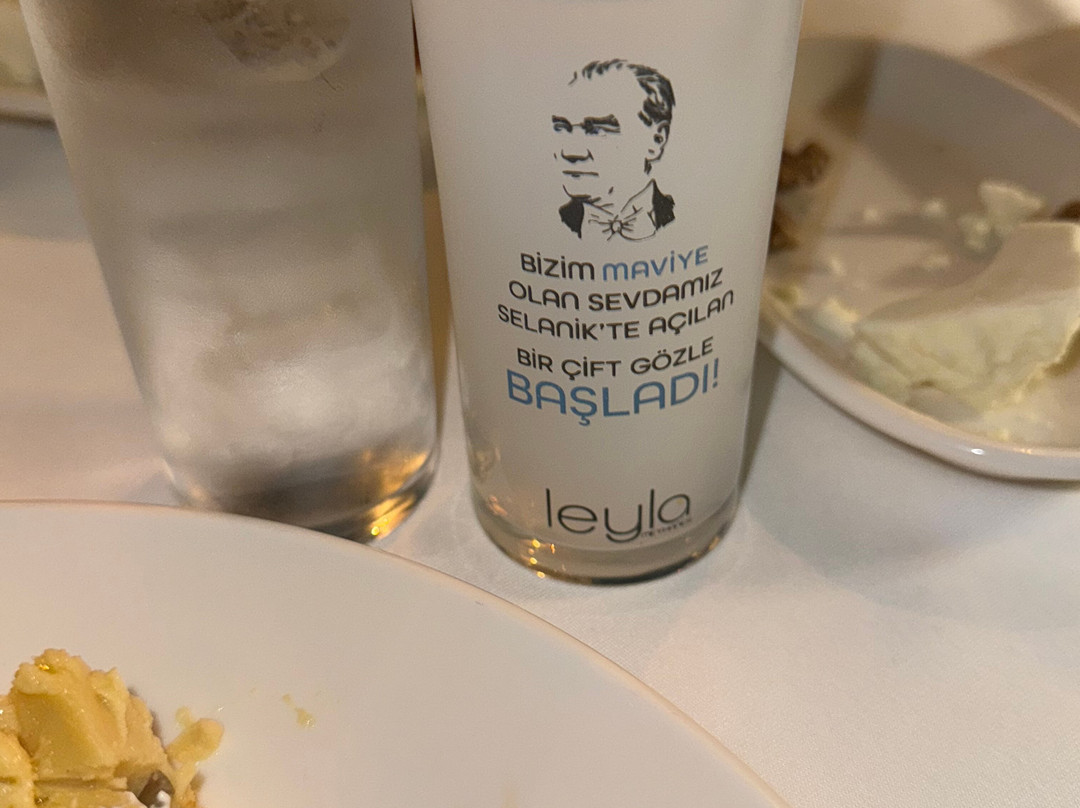 BİZİM MAVİYE
OLAN SEVDAMIZ
SELANİK'TE AÇILAN
BİR ÇİFT GÖZLE
BAŞLADI!
leyla